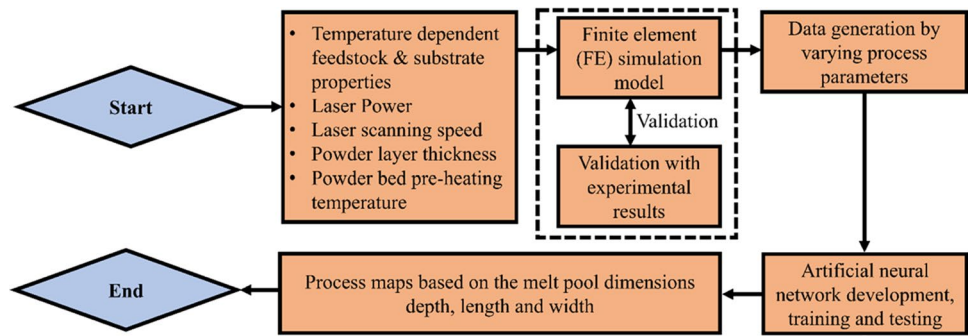 Start
• Temperature dependent
feedstock & substrate
properties
• Laser Power
• Laser scanning speed
• Powder layer thickness
• Powder bed pre-heating
temperature
Finite element
(FE) simulation
model
Validation
Validation with
experimental
results
Data generation by
varying process
parameters
Artificial neural
network development,
training and testing
Process maps based on the melt pool dimensions
depth, length and width
End